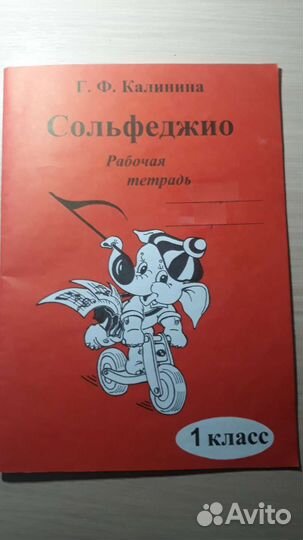 Г. Ф. Калинина
Сольфеджио
Рабочая
тетрадь
1 класс
Avito